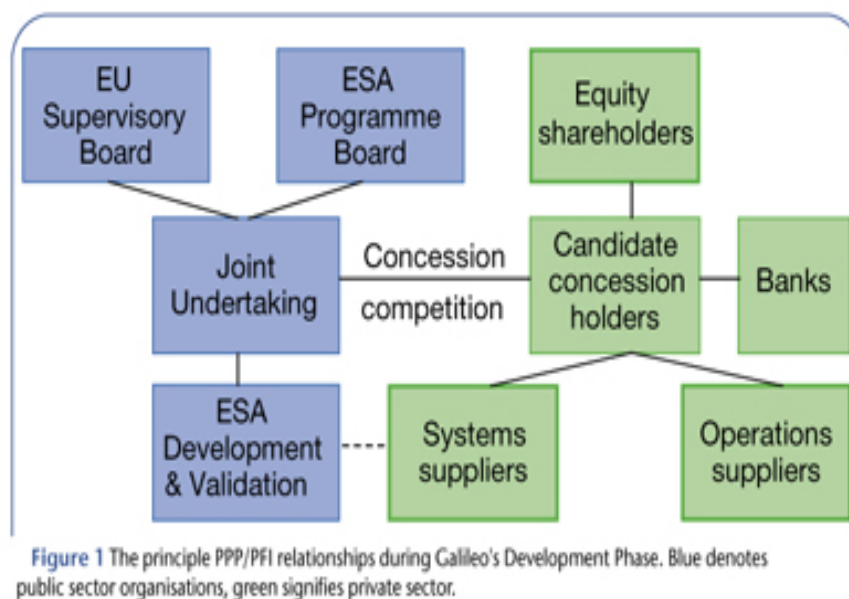 EU
Supervisory
Board
ESA
Programme
Board
Equity
shareholders
Joint
Undertaking
Concession
competition
Candidate
concession
holders
Banks
ESA
Development
& Validation
Systems
suppliers
Operations
suppliers
Figure 1 The principle PPP/PFI relationships during Galileo's Development Phase. Blue denotes
public sector organisations, green signifies private sector.